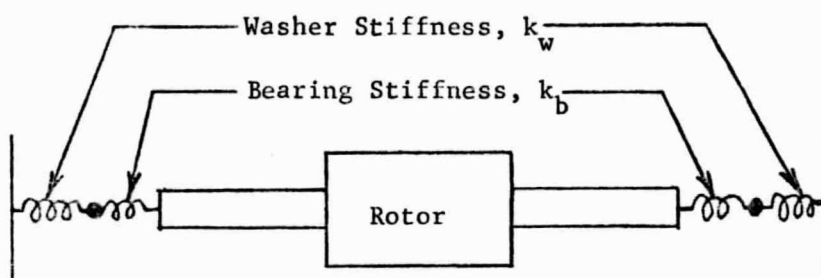 Washer Stiffness, k_w
Bearing Stiffness, k_b
Rotor